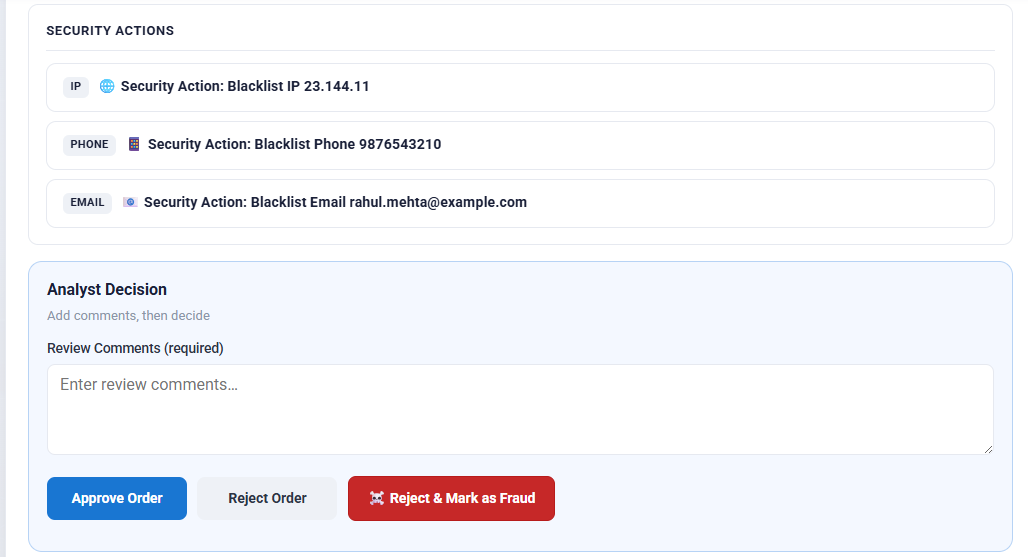 SECURITY ACTIONS
IP 🌐 Security Action: Blacklist IP 23.144.11
PHONE 📱 Security Action: Blacklist Phone 9876543210
EMAIL 📧 Security Action: Blacklist Email rahul.mehta@example.com
Analyst Decision
Add comments, then decide
Review Comments (required)
Enter review comments...
Approve Order Reject Order ☠️ Reject & Mark as Fraud